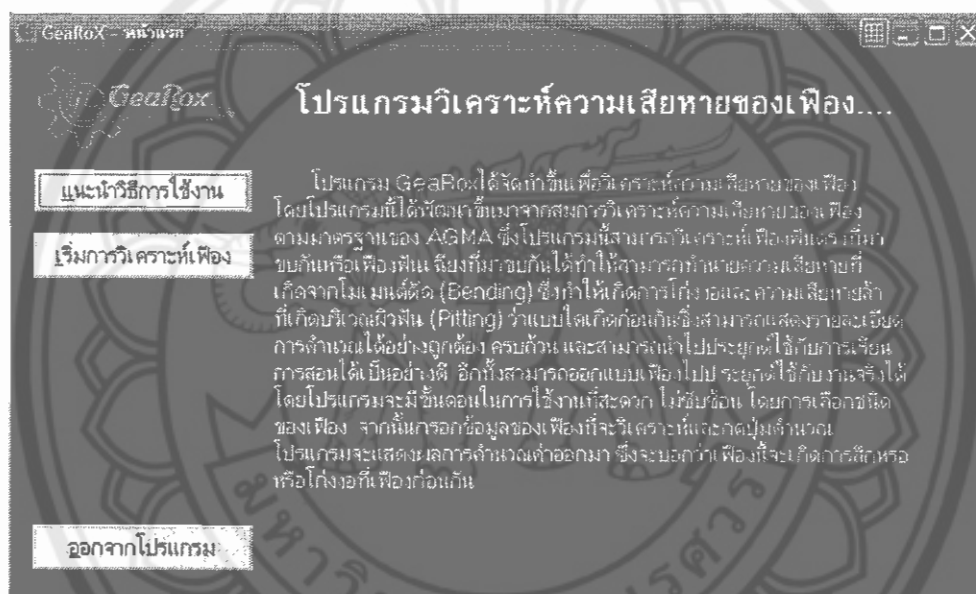 GeaRoX - หน้าแรก
GeaRox
โปรแกรมวิเคราะห์ความเสียหายของเฟือง....
แนะนำวิธีการใช้งาน
เริ่มการวิเคราะห์เฟือง
โปรแกรม GeaRoxได้จัดทำขึ้นเพื่อวิเคราะห์ความเสียหายของเฟือง
โดยโปรแกรมนี้ได้พัฒนาขึ้นมาจากสมการวิเคราะห์ความเสียหายของเฟือง
ตามมาตรฐานของ AGMA ซึ่งโปรแกรมนี้สามารถวิเคราะห์เฟืองฟันตรงที่มา
ขบกันหรือเฟืองฟันเฉียงที่มาขบกันได้ทำให้สามารถทำนายความเสียหายที่
เกิดจากโมเมนต์ดัด (Bending) ซึ่งทำให้เกิดการโก่งงอและความเสียหายล้า
ที่เกิดบริเวณผิวฟัน (Pitting) ว่าแบบใดเกิดก่อนกันซึ่งสามารถแสดงรายละเอียด
การคำนวณได้อย่างถูกต้อง ครบถ้วน และสามารถนำไปประยุกต์ใช้กับการเรียน
การสอนได้เป็นอย่างดี อีกทั้งสามารถออกแบบเฟืองไปประยุกต์ใช้กับงานจริงได้
โดยโปรแกรมจะมีขั้นตอนในการใช้งานที่สะดวก ไม่ซับซ้อน โดยการเลือกชนิด
ของเฟือง จากนั้นกรอกข้อมูลของเฟืองที่จะวิเคราะห์และกดปุ่มคำนวณ
โปรแกรมจะแสดงผลการคำนวณค่าออกมา ซึ่งจะบอกว่าเฟืองนี้จะเกิดการสึกหรอ
หรือโก่งงอที่เฟืองก่อนกัน
ออกจากโปรแกรม